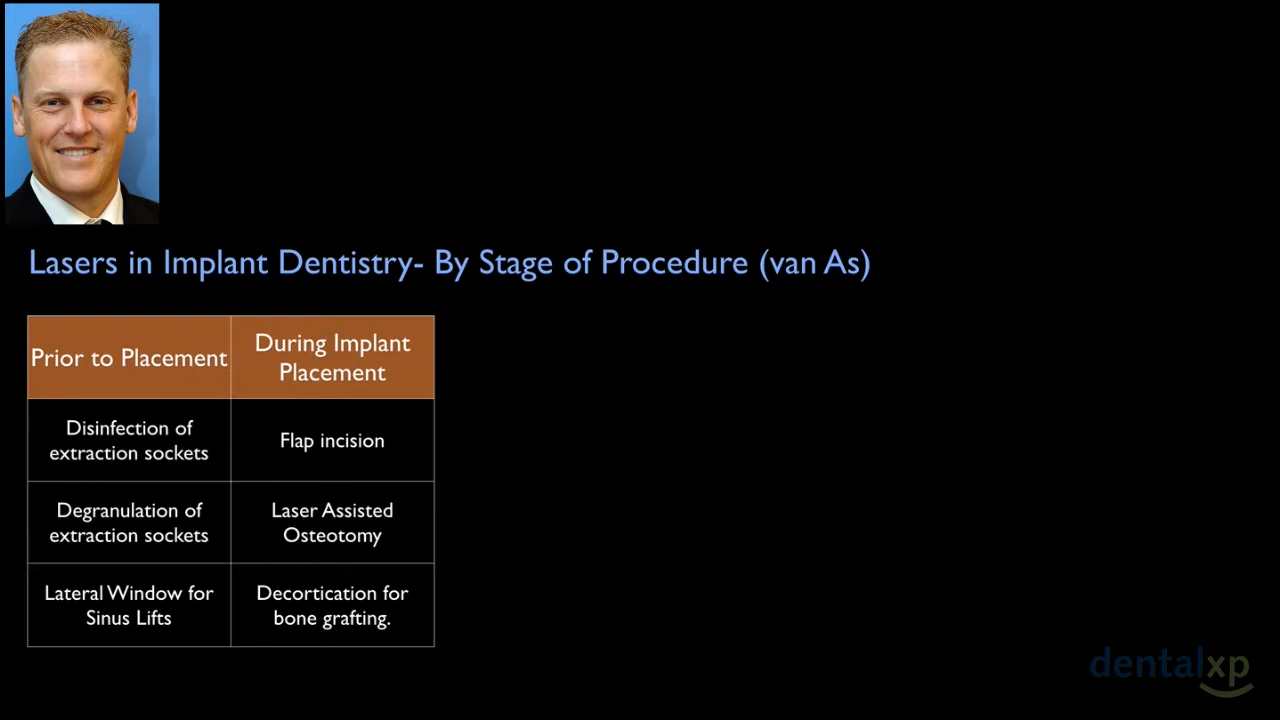 Lasers in Implant Dentistry- By Stage of Procedure (van As)
Prior to Placement
During Implant
Placement
Disinfection of
extraction sockets
Flap incision
Degranulation of
extraction sockets
Laser Assisted
Osteotomy
Lateral Window for
Sinus Lifts
Decortication for
bone grafting.
dentalxp